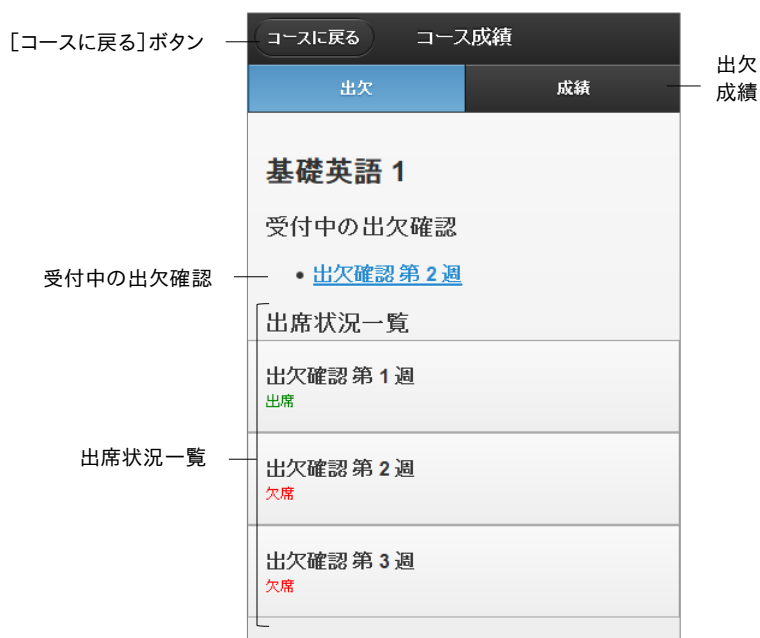 [コースに戻る]ボタン
コースに戻る
コース成績
出欠
成績
出欠
成績
基礎英語 1
受付中の出欠確認
受付中の出欠確認
• 出欠確認 第 2 週
出席状況一覧
出欠確認 第 1 週
出席
出席状況一覧
出欠確認 第 2 週
欠席
出欠確認 第 3 週
欠席